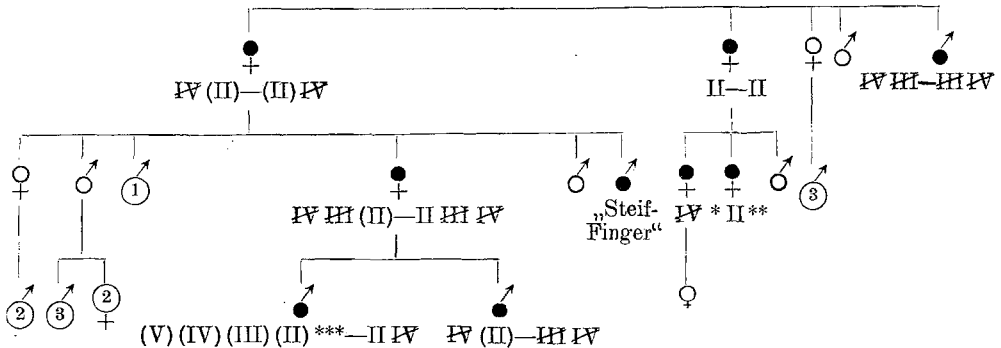 IV III—III IV
IV (II)—(II) IV
II—II
1
3
IV III (II)—II III IV
„Steif-
Finger“
IV * II **
2
3
2
(V) (IV) (III) (II) ***—II IV
IV (II)—III IV